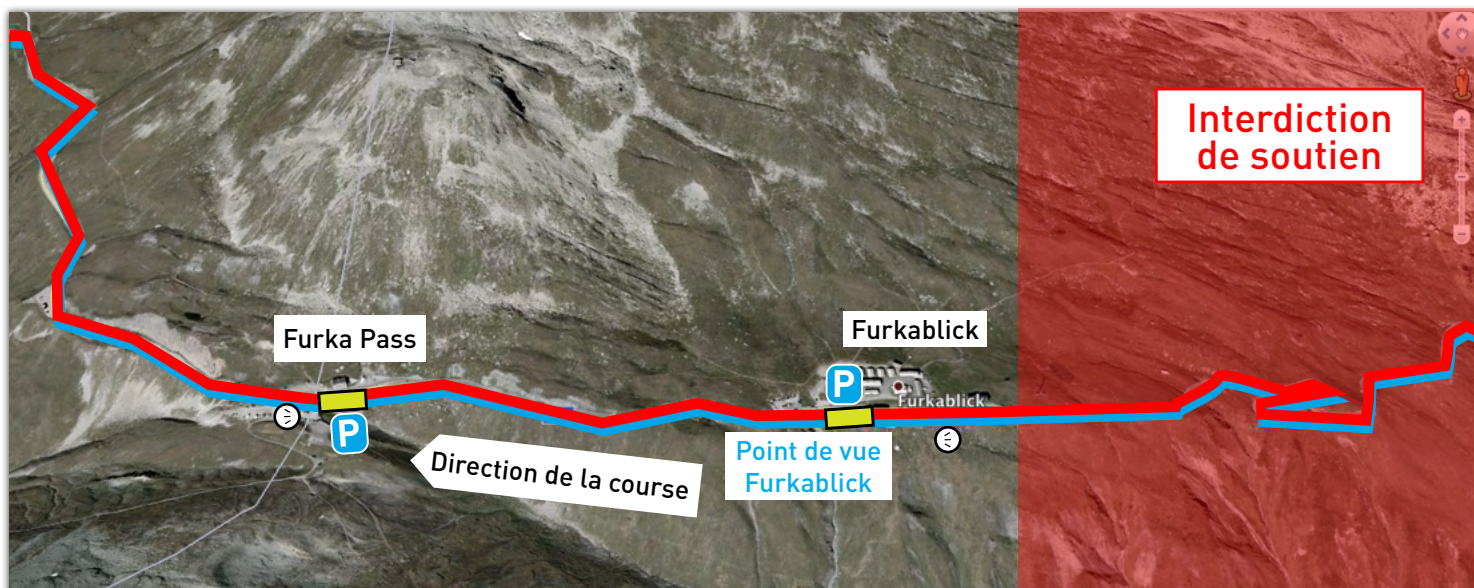 Interdiction
de soutien
Furka Pass
Furkablick
P
Furkablick
P
Point de vue
Furkablick
Direction de la course